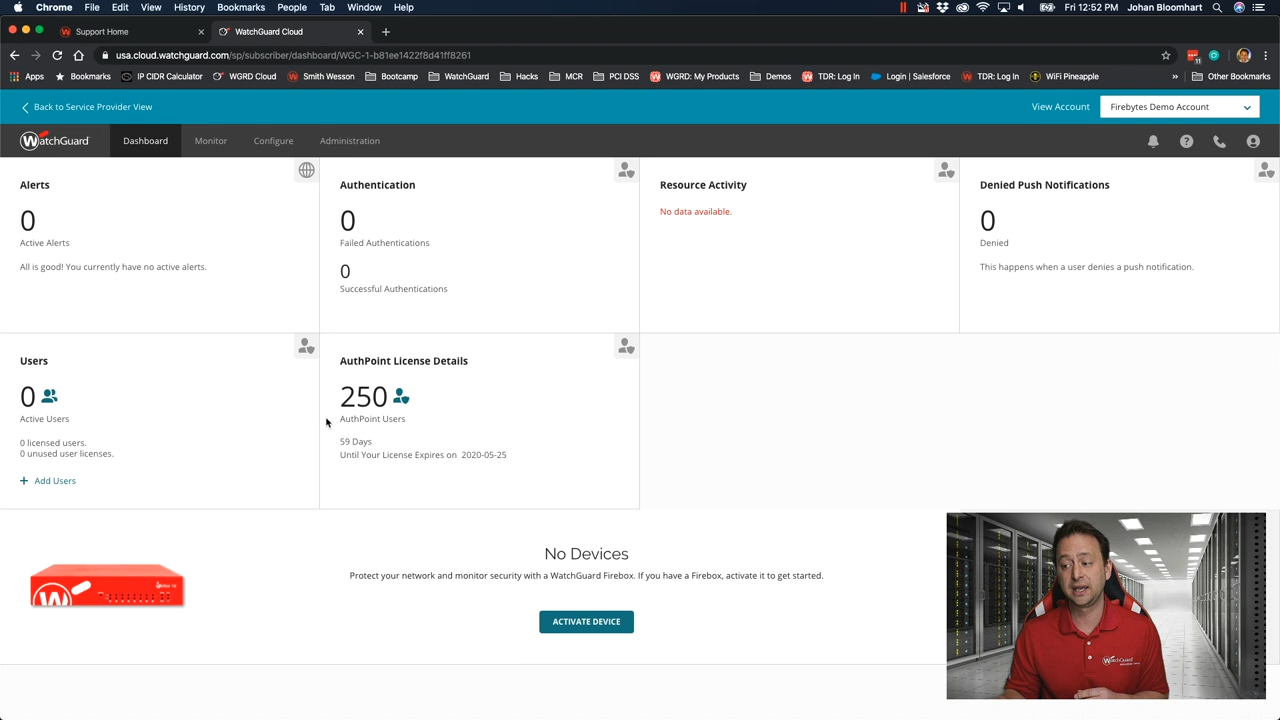 Chrome File Edit View History Bookmarks People Tab Window Help Fri 12:52 PM Johan Bloomhart
Support Home WatchGuard Cloud
usa.cloud.watchguard.com/sp/subscriber/dashboard/WGC-1-b81ee1422f8d41ff8261
Apps Bookmarks IP CIDR Calculator WGRD Cloud Smith Wesson Bootcamp WatchGuard Hacks MCR PCI DSS WGRD: My Products Demos TDR: Log In Login | Salesforce TDR: Log In WiFi Pineapple » Other Bookmarks
Back to Service Provider View View Account Firebytes Demo Account
WatchGuard Dashboard Monitor Configure Administration
Alerts
0
Active Alerts
All is good! You currently have no active alerts.
Authentication
0
Failed Authentications
0
Successful Authentications
Resource Activity
No data available.
Denied Push Notifications
0
Denied
This happens when a user denies a push notification.
Users
0
Active Users
0 licensed users.
0 unused user licenses.
+ Add Users
AuthPoint License Details
250
AuthPoint Users
59 Days
Until Your License Expires on 2020-05-25
No Devices
Protect your network and monitor security with a WatchGuard Firebox. If you have a Firebox, activate it to get started.
ACTIVATE DEVICE
WatchGuard